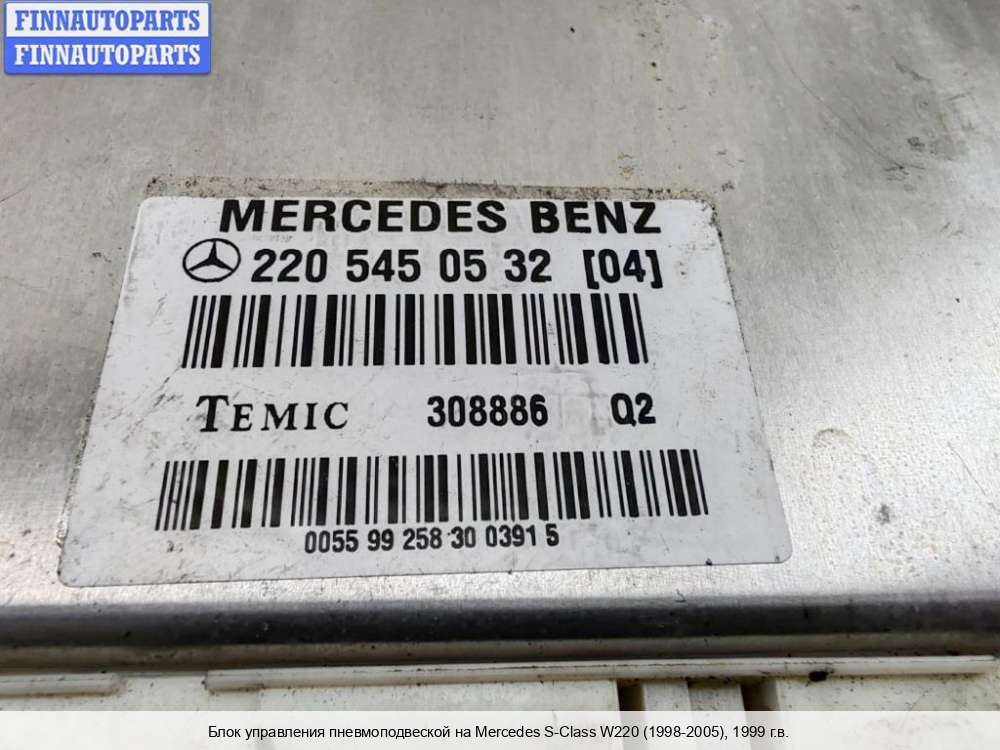 FINNAUTOPARTS
FINNAUTOPARTS
MERCEDES BENZ
220 545 05 32 [04]
TEMIC 308886 Q2
0055 99 258 30 0391 5
Блок управления пневмоподвеской на Mercedes S-Class W220 (1998-2005), 1999 г.в.